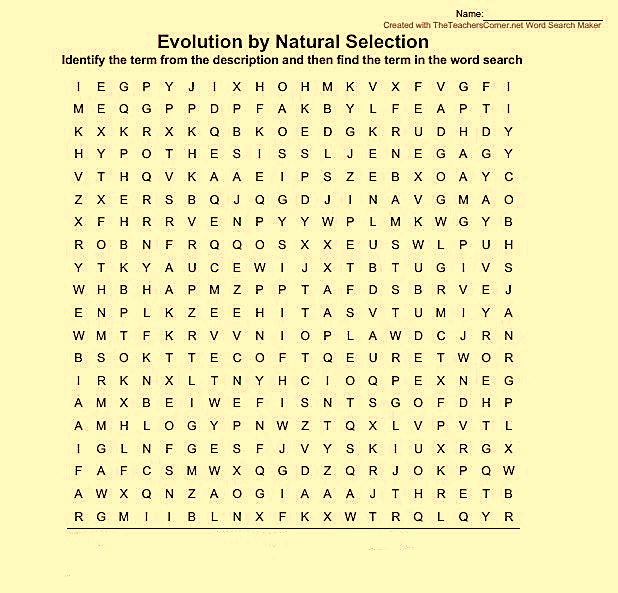 Name:
Created with TheTeachersCorner.net Word Search Maker
Evolution by Natural Selection
Identify the term from the description and then find the term in the word search
I E G P Y J I X H O H M K V X F V G F I
M E Q G P P D P F A K B Y L F E A P T I
K X K R X K Q B K O E D G K R U D H D Y
H Y P O T H E S I S S L J E N E G A G Y
V T H Q V K A A E I P S Z E B X O A Y C
Z X E R S B Q J Q G D J I N A V G M A O
X F H R R V E N P Y Y W P L M K W G Y B
R O B N F R Q Q O S X X E U S W L P U H
Y T K Y A U C E W I J X T B T U G I V S
W H B H A P M Z P P T A F D S B R V E J
E N P L K Z E E H I T A S V T U M I Y A
W M T F K R V V N I O P L A W D C J R N
B S O K T T E C O F T Q E U R E T W O R
I R K N X L T N Y H C I O Q P E X N E G
A M X B E I W E F I S N T S G O F D H P
A M H L O G Y P N W Z T Q X L V P V T L
I G L N F G E S F J V Y S K I U X R G X
F A F C S M W X Q G D Z Q R J O K P Q W
A W X Q N Z A O G I A A A J T H R E T B
R G M I I B L N X F K X W T R Q L Q Y R